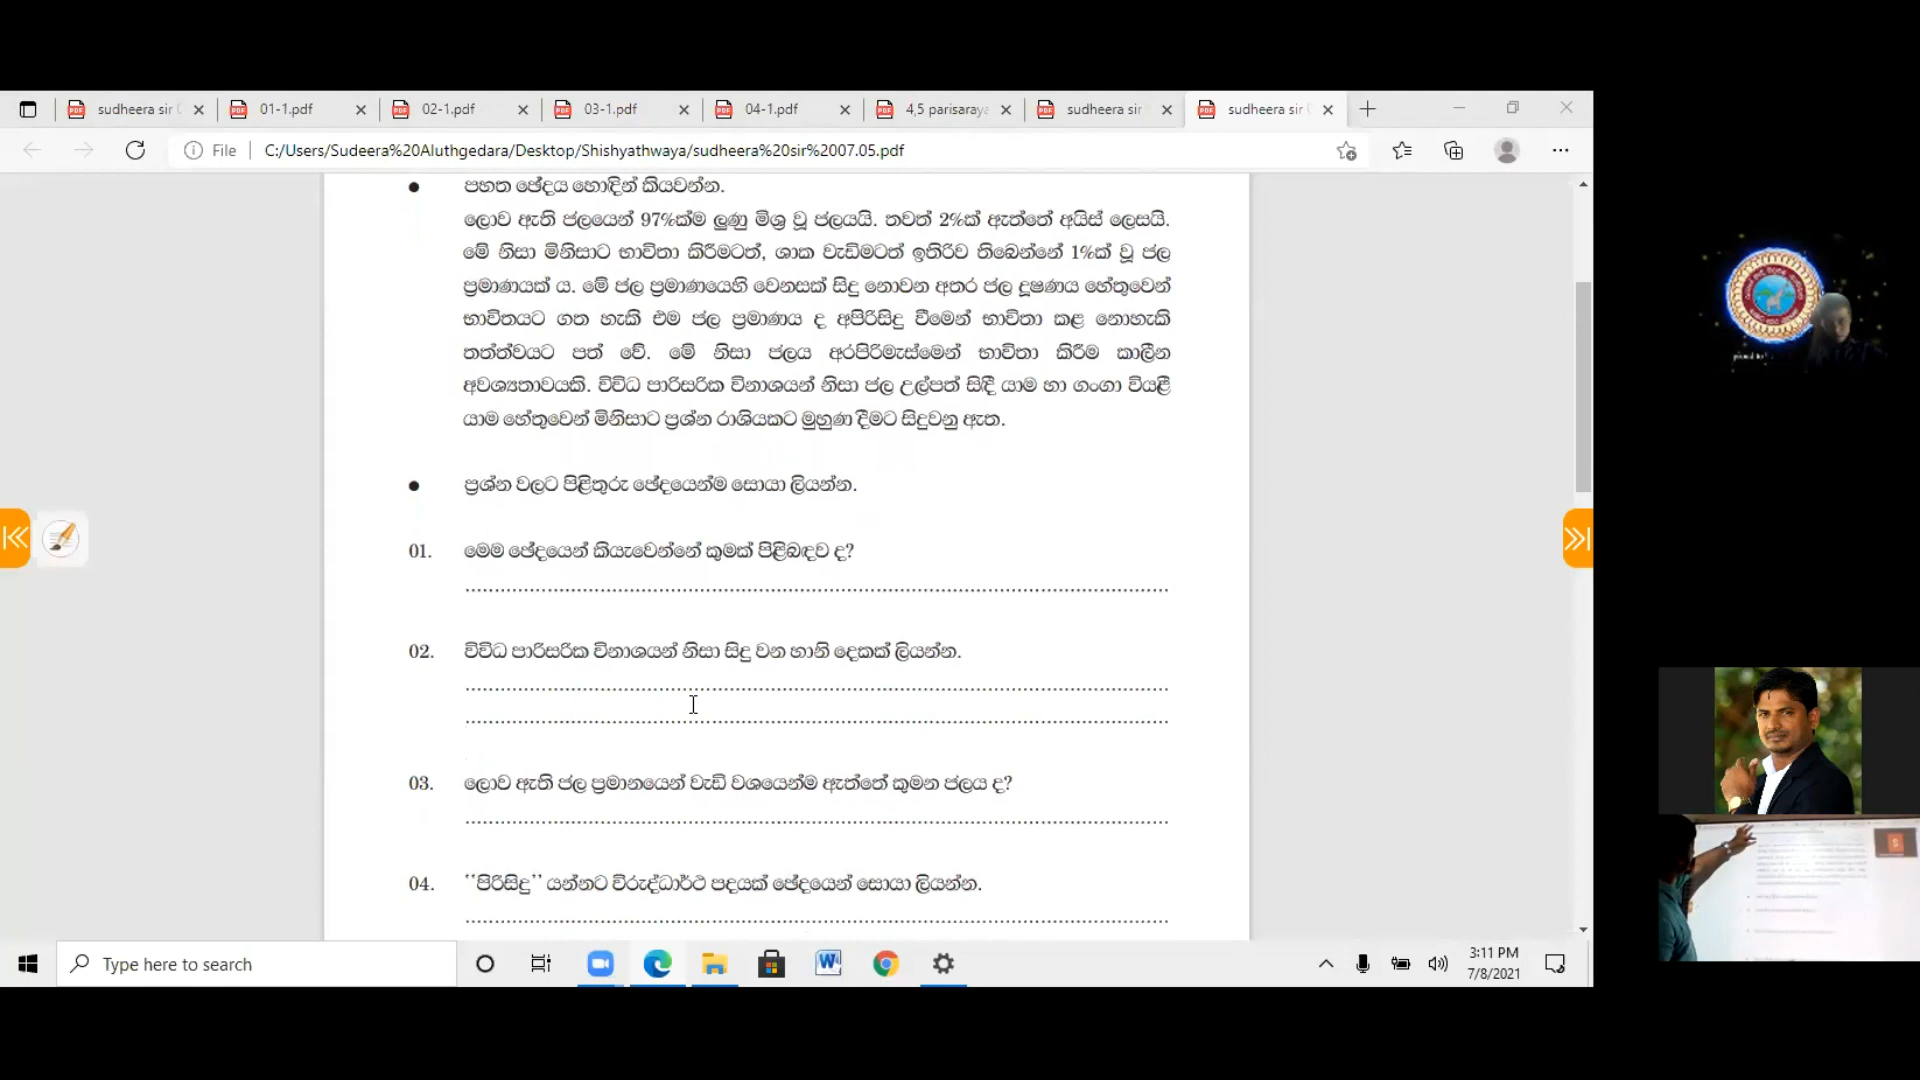 sudheera sir
01-1.pdf
02-1.pdf
03-1.pdf
04-1.pdf
4,5 parisaraya
sudheera sir
sudheera sir
File
C:/Users/Sudeera%20Aluthgedara/Desktop/Shishyathwaya/sudheera%20sir%2007.05.pdf
● පහත ඡේදය හොඳින් කියවන්න.
ලොව ඇති ජලයෙන් 97%ක්ම ලුණු මිශ්‍ර වූ ජලයයි. තවත් 2%ක් ඇත්තේ අයිස් ලෙසයි.
මේ නිසා මිනිසාට භාවිතා කිරීමටත්, ශාක වැඩිමටත් ඉතිරිව තිබෙන්නේ 1%ක් වූ ජල
ප්‍රමාණයක් ය. මේ ජල ප්‍රමාණයෙහි වෙනසක් සිදු නොවන අතර ජල දූෂණය හේතුවෙන්
භාවිතයට ගත හැකි එම ජල ප්‍රමාණය ද අපිරිසිදු වීමෙන් භාවිතා කළ නොහැකි
තත්ත්වයට පත් වේ. මේ නිසා ජලය අරපිරිමැස්මෙන් භාවිතා කිරීම කාලීන
අවශ්‍යතාවයකි. විවිධ පාරිසරික විනාශයන් නිසා ජල උල්පත් සිඳී යාම හා ගංගා වියළී
යාම හේතුවෙන් මිනිසාට ප්‍රශ්න රාශියකට මුහුණ දීමට සිදුවනු ඇත.
● ප්‍රශ්න වලට පිළිතුරු ඡේදයෙන්ම සොයා ලියන්න.
01. මෙම ඡේදයෙන් කියැවෙන්නේ කුමක් පිළිබඳව ද?
02. විවිධ පාරිසරික විනාශයන් නිසා සිදු වන හානි දෙකක් ලියන්න.
03. ලොව ඇති ජල ප්‍රමානයෙන් වැඩි වශයෙන්ම ඇත්තේ කුමන ජලය ද?
04. ‘‘පිරිසිදු’’ යන්නට විරුද්ධාර්ථ පදයක් ඡේදයෙන් සොයා ලියන්න.
Type here to search
3:11 PM
7/8/2021